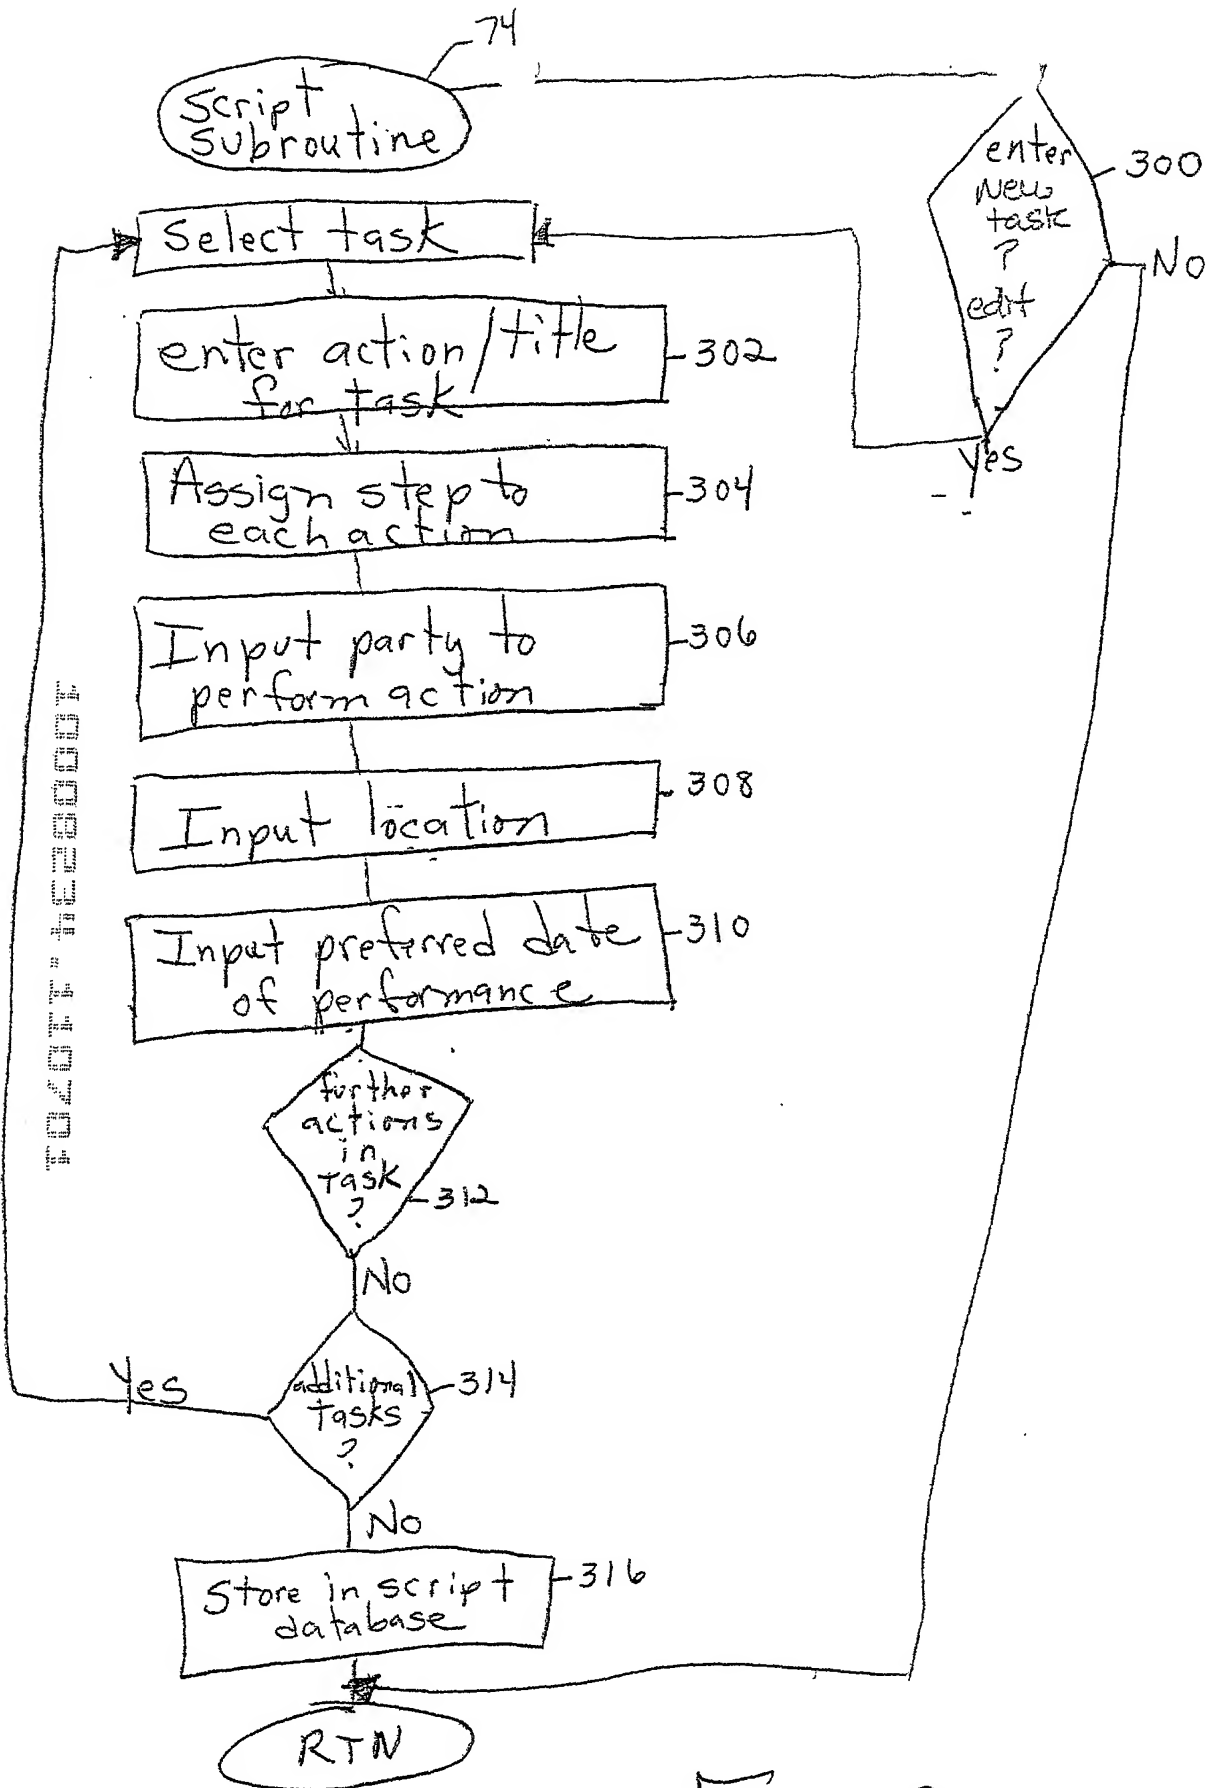 74
Script
subroutine
enter
New
task
?
edit
?
300
No
Yes
Select task
enter action/title
for task
302
Assign step to
each action
304
Input party to
perform action
306
Input location
308
Input preferred date
of performance
310
further
actions
in
task
?
312
No
additional
tasks
?
314
Yes
No
Store in script
database
316
RTN
10008234.110701